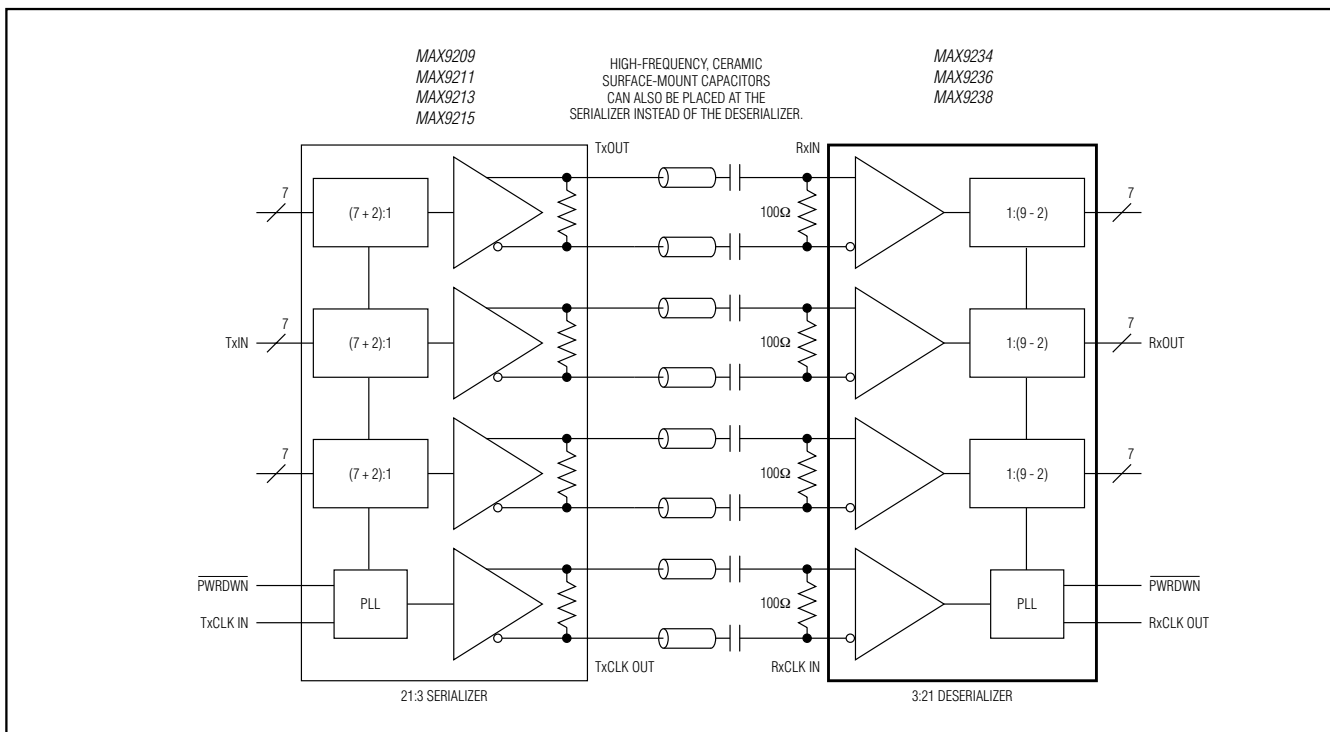 MAX9209
MAX9211
MAX9213
MAX9215
HIGH-FREQUENCY, CERAMIC
SURFACE-MOUNT CAPACITORS
CAN ALSO BE PLACED AT THE
SERIALIZER INSTEAD OF THE DESERIALIZER.
MAX9234
MAX9236
MAX9238
TxOUT
RxIN
7
(7 + 2):1
100Ω
1:(9 - 2)
7
TxIN
7
(7 + 2):1
100Ω
1:(9 - 2)
7
RxOUT
7
(7 + 2):1
100Ω
1:(9 - 2)
7
PWRDWN
TxCLK IN
PLL
100Ω
PLL
PWRDWN
RxCLK OUT
TxCLK OUT
RxCLK IN
21:3 SERIALIZER
3:21 DESERIALIZER